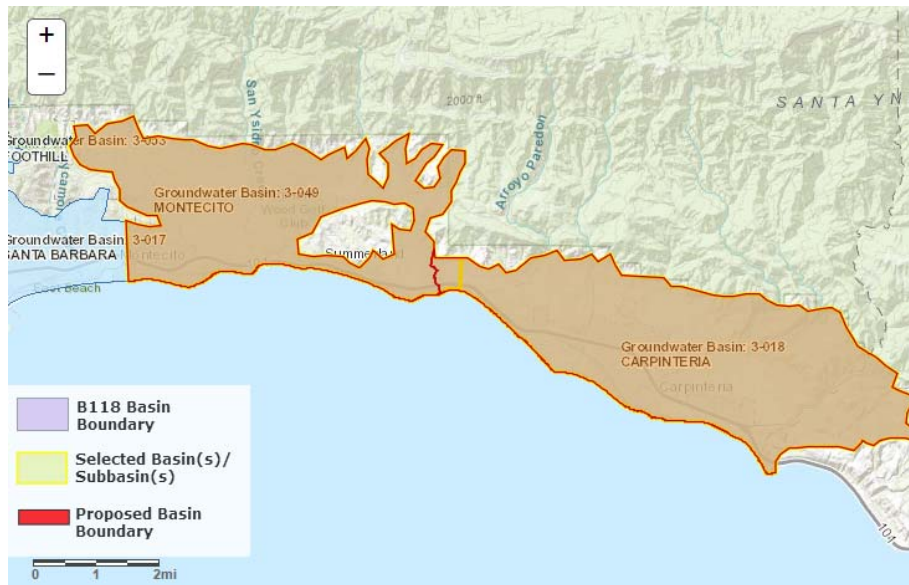 +
−
San Ysidro Creek
2000 ft
SANTA YN
Groundwater Basin: 3-053
FOOTHILL
Arroyo Paredon
Groundwater Basin: 3-049
MONTECITO
Club
Groundwater Basin: 3-017
SANTA BARBARA
Montecito
Summerland
East Beach
Groundwater Basin: 3-018
CARPINTERIA
Carpinteria
B118 Basin
Boundary
Selected Basin(s)/
Subbasin(s)
Proposed Basin
Boundary
101
0 1 2mi